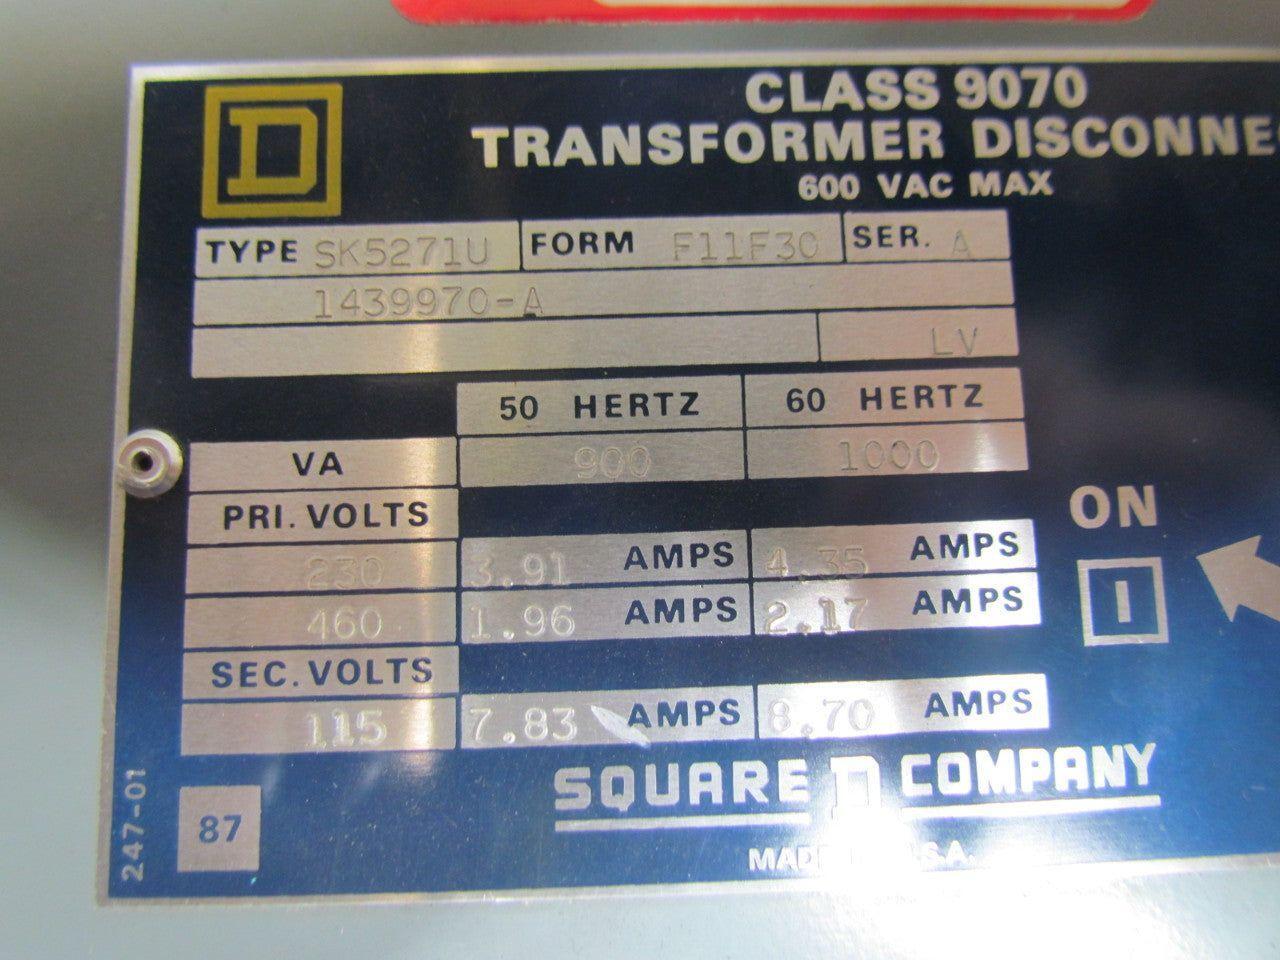 CLASS 9070
TRANSFORMER DISCONNE
600 VAC MAX
D
TYPE SK5271U FORM F11F30 SER. A
1439970-A
LV
50 HERTZ 60 HERTZ
VA 900 1000
PRI. VOLTS
230 3.91 AMPS 4.35 AMPS
460 1.96 AMPS 2.17 AMPS
SEC. VOLTS
115 7.83 AMPS 8.70 AMPS
ON
I
SQUARE D COMPANY
MADE IN U.S.A.
87
247-01